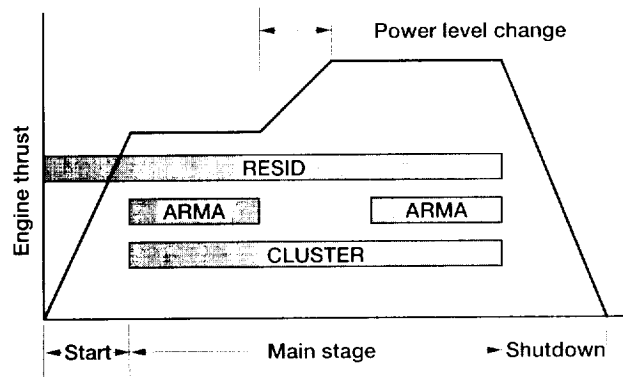 Power level change
Engine thrust
RESID
ARMA ARMA
CLUSTER
Start Main stage Shutdown